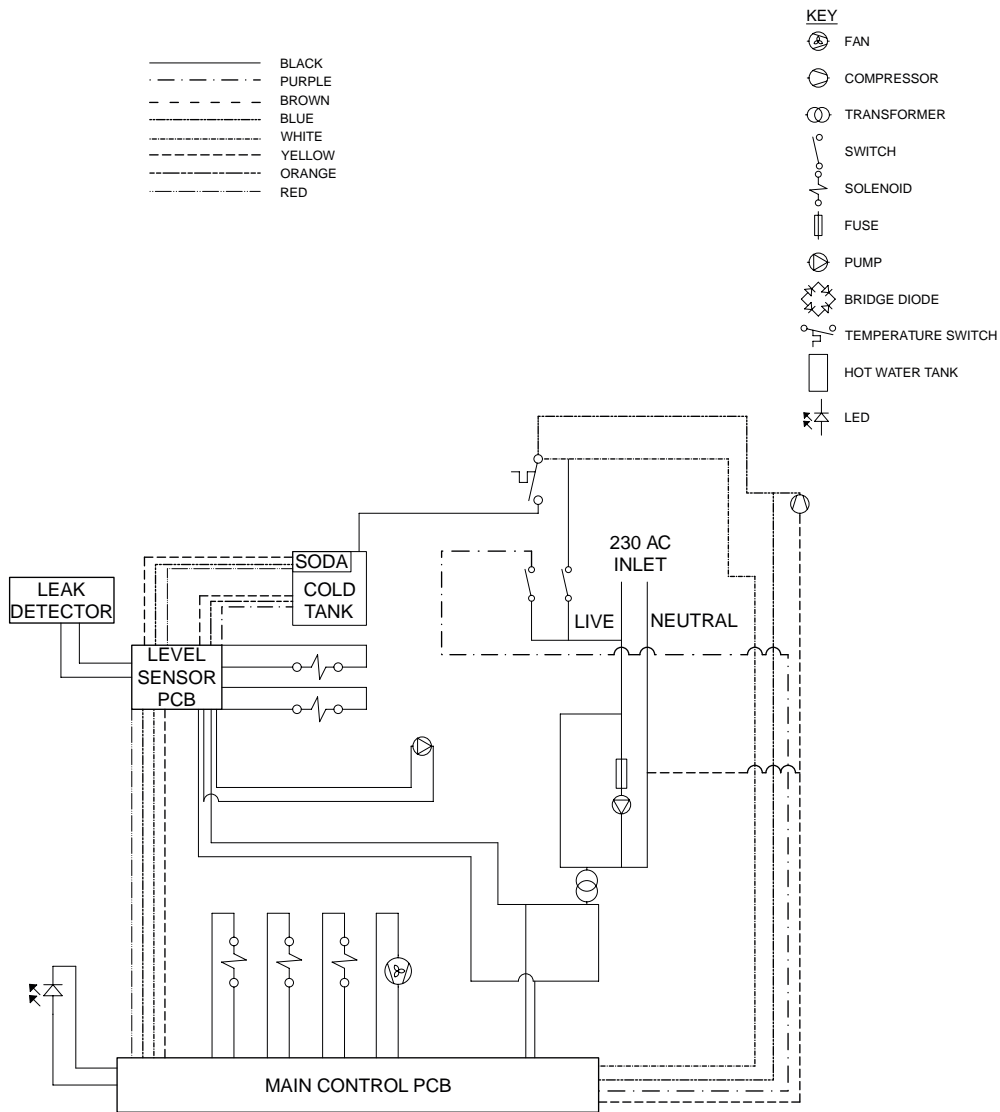 KEY
FAN
COMPRESSOR
TRANSFORMER
SWITCH
SOLENOID
FUSE
PUMP
BRIDGE DIODE
TEMPERATURE SWITCH
HOT WATER TANK
LED
BLACK
PURPLE
BROWN
BLUE
WHITE
YELLOW
ORANGE
RED
230 AC
INLET
LIVE
NEUTRAL
SODA
COLD
TANK
LEAK
DETECTOR
LEVEL
SENSOR
PCB
MAIN CONTROL PCB